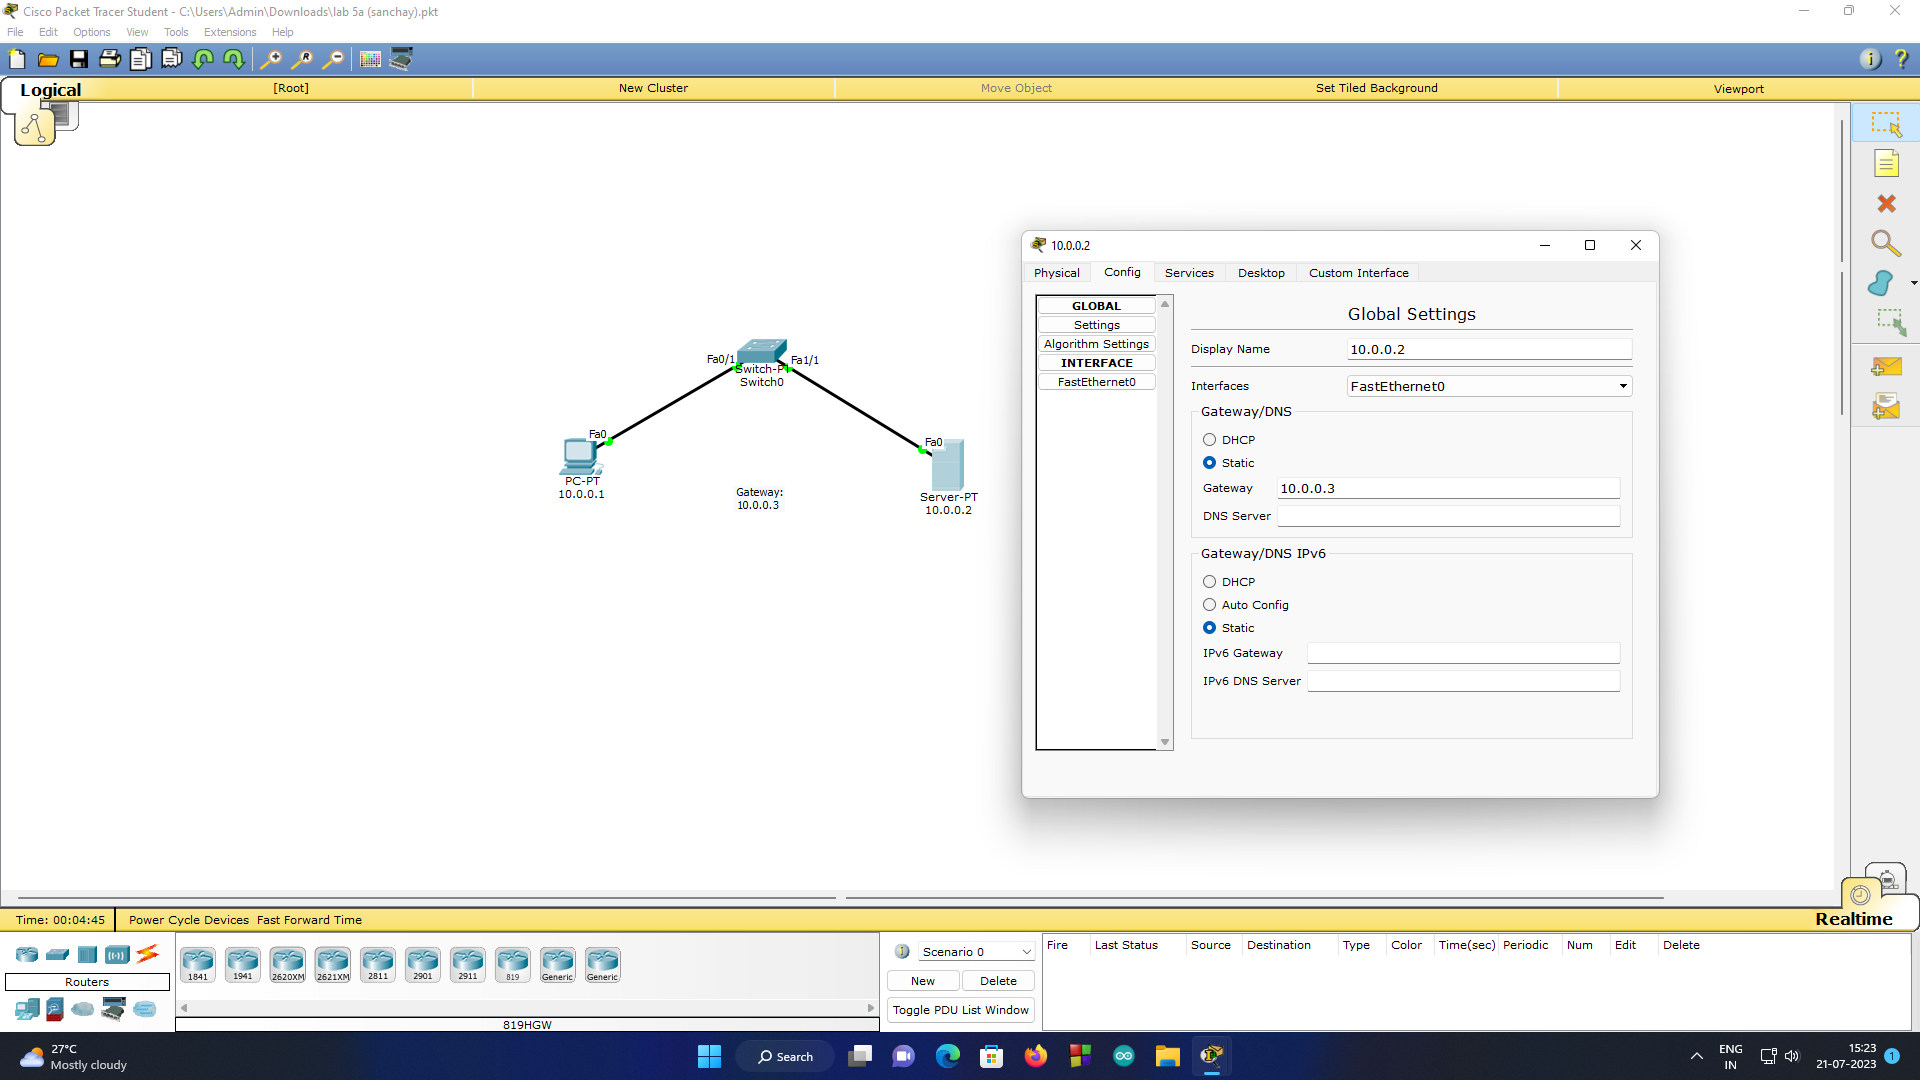 Cisco Packet Tracer Student - C:\Users\Admin\Downloads\lab 5a (sanchay).pkt
File Edit Options View Tools Extensions Help
Logical [Root] New Cluster Move Object Set Tiled Background Viewport
10.0.0.2
Physical Config Services Desktop Custom Interface
GLOBAL
Settings
Algorithm Settings
INTERFACE
FastEthernet0
Global Settings
Display Name 10.0.0.2
Interfaces FastEthernet0
Gateway/DNS
DHCP
Static
Gateway 10.0.0.3
DNS Server
Gateway/DNS IPv6
DHCP
Auto Config
Static
IPv6 Gateway
IPv6 DNS Server
Fa0/1 Fa1/1
Switch-PT
Switch0
Fa0
PC-PT
10.0.0.1
Gateway:
10.0.0.3
Fa0
Server-PT
10.0.0.2
Time: 00:04:45 Power Cycle Devices Fast Forward Time
Realtime
Routers
1841 1941 2620XM 2621XM 2811 2901 2911 819 Generic Generic
819HGW
Scenario 0
New Delete
Toggle PDU List Window
Fire Last Status Source Destination Type Color Time(sec) Periodic Num Edit Delete
27°C
Mostly cloudy
Search
ENG
IN
15:23
21-07-2023
1